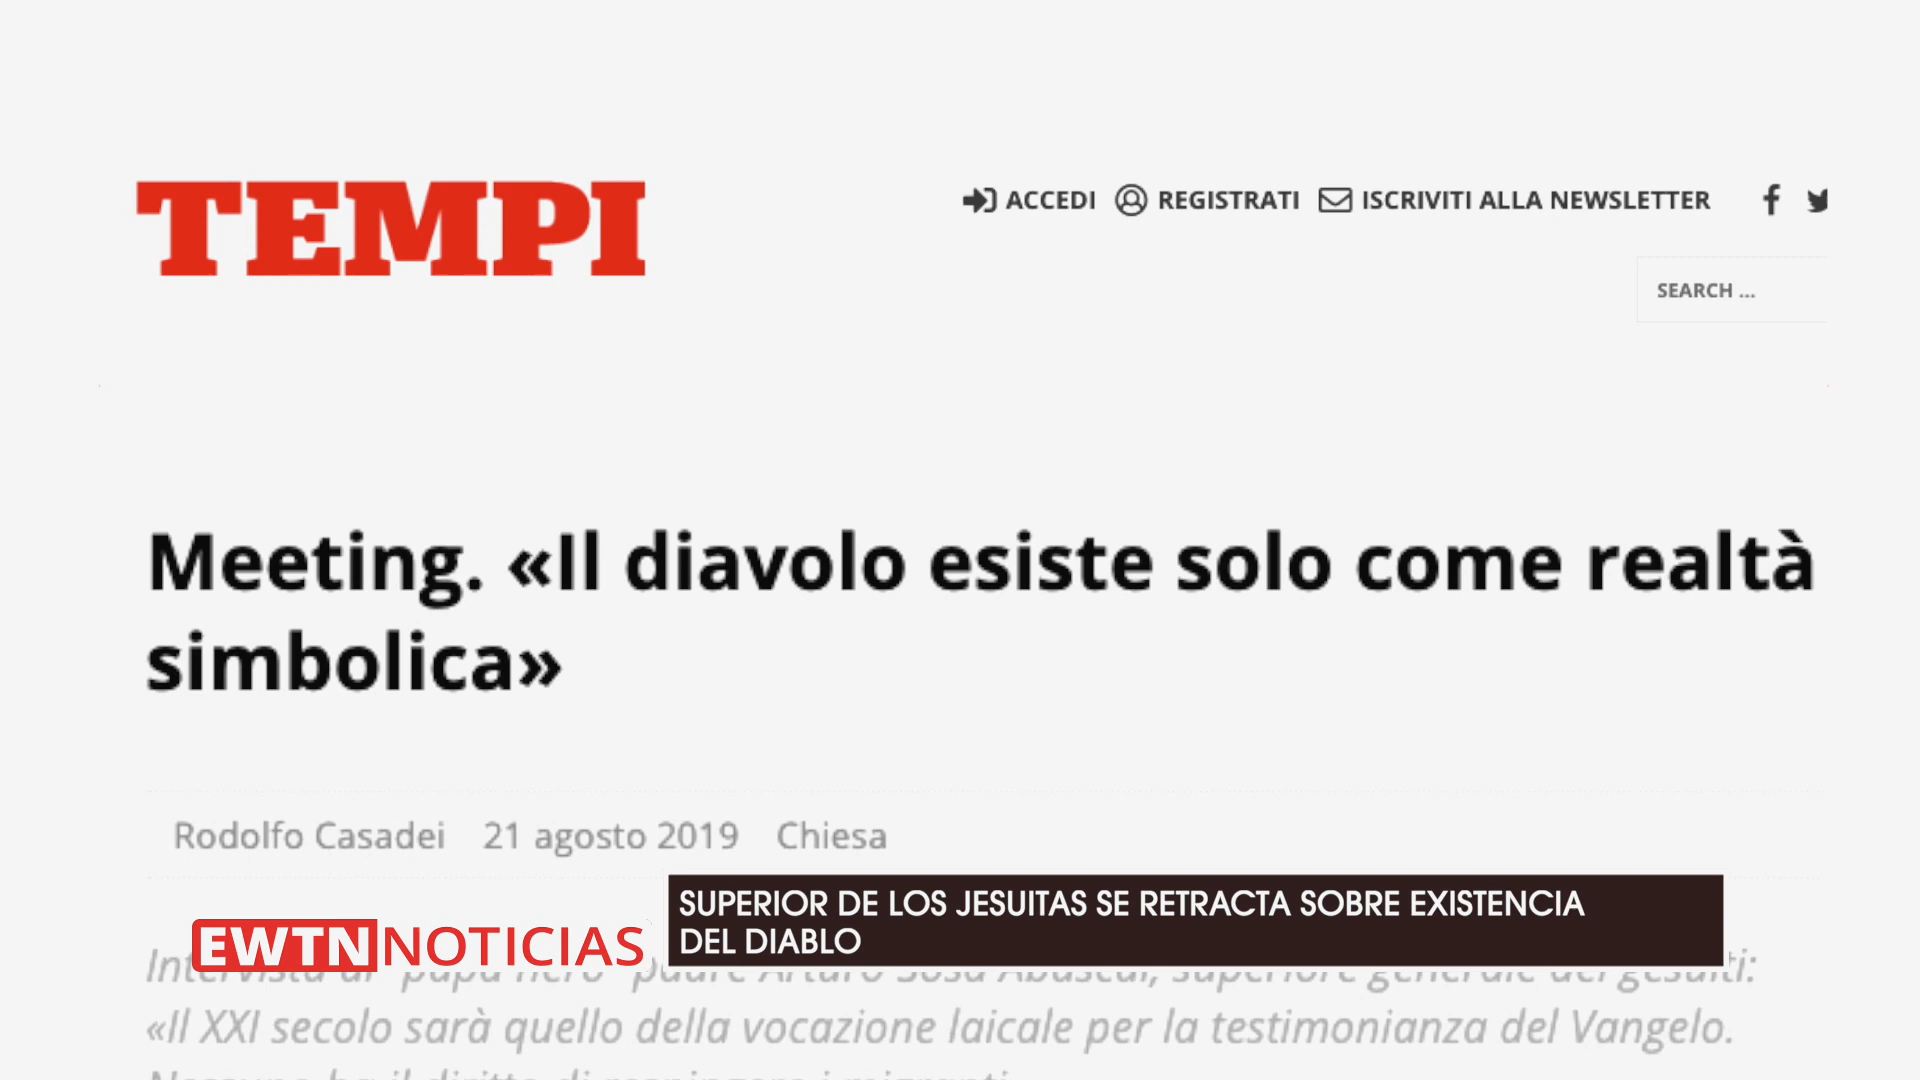 TEMPI
ACCEDI REGISTRATI ISCRIVITI ALLA NEWSLETTER
SEARCH ...
Meeting. «Il diavolo esiste solo come realtà
simbolica»
Rodolfo Casadei 21 agosto 2019 Chiesa
SUPERIOR DE LOS JESUITAS SE RETRACTA SOBRE EXISTENCIA
DEL DIABLO
EWTN NOTICIAS
«Il XXI secolo sarà quello della vocazione laicale per la testimonianza del Vangelo.